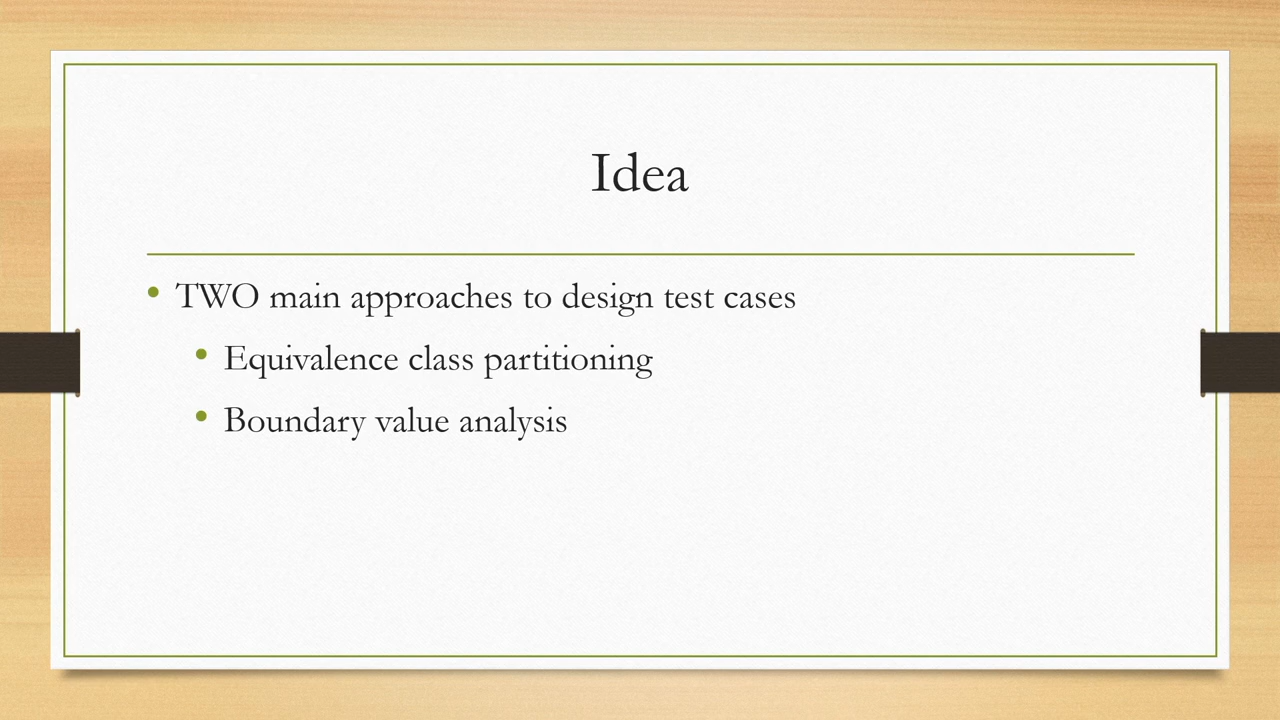 Idea
• TWO main approaches to design test cases
• Equivalence class partitioning
• Boundary value analysis